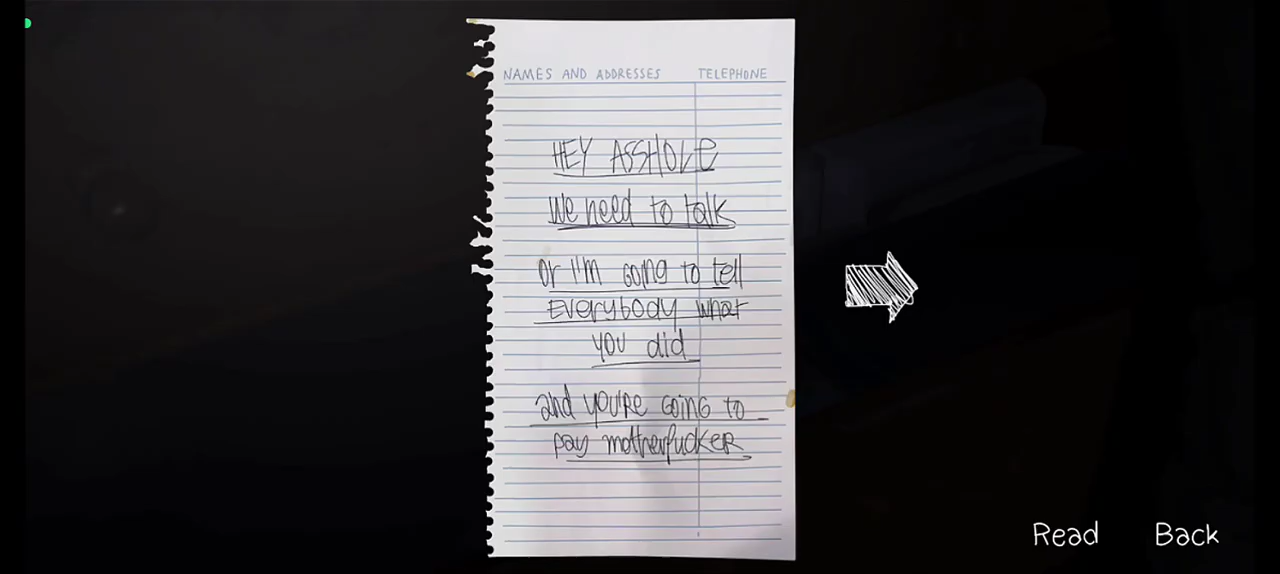 NAMES AND ADDRESSES TELEPHONE
HEY ASSHOLE
We need to talk
Or I'm going to tell
Everybody what
you did
and you're going to
pay motherfucker
Read Back